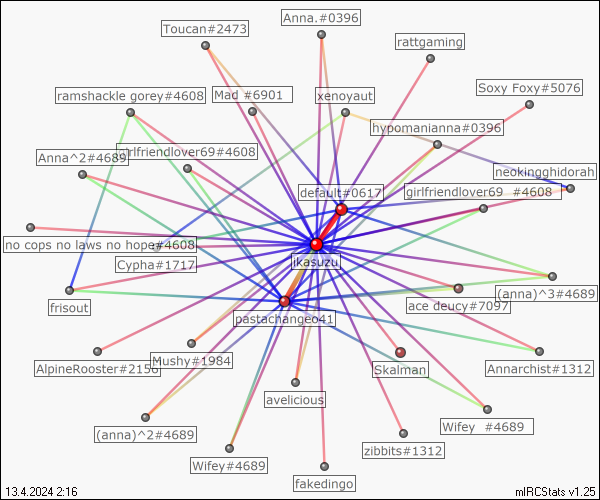 Anna.#0396
Toucan#2473
rattgaming
Soxy Foxy#5076
ramshackle gorey#4608
Mad #6901
xenoyaut
hypomanianna#0396
Anna^2#4689
girlfriendlover69#4608
neokingghidorah
default#0617
girlfriendlover69 #4608
no cops no laws no hope#4608
jkasuzu
Cypha#1717
(anna)^3#4689
frisout
ace deucy#7097
pastachangeo41
AlpineRooster#2156
Mushy#1984
Skalman
Annarchist#1312
avelicious
(anna)^2#4689
Wifey #4689
zibbits#1312
Wifey#4689
fakedingo
13.4.2024 2:16
mIRCStats v1.25